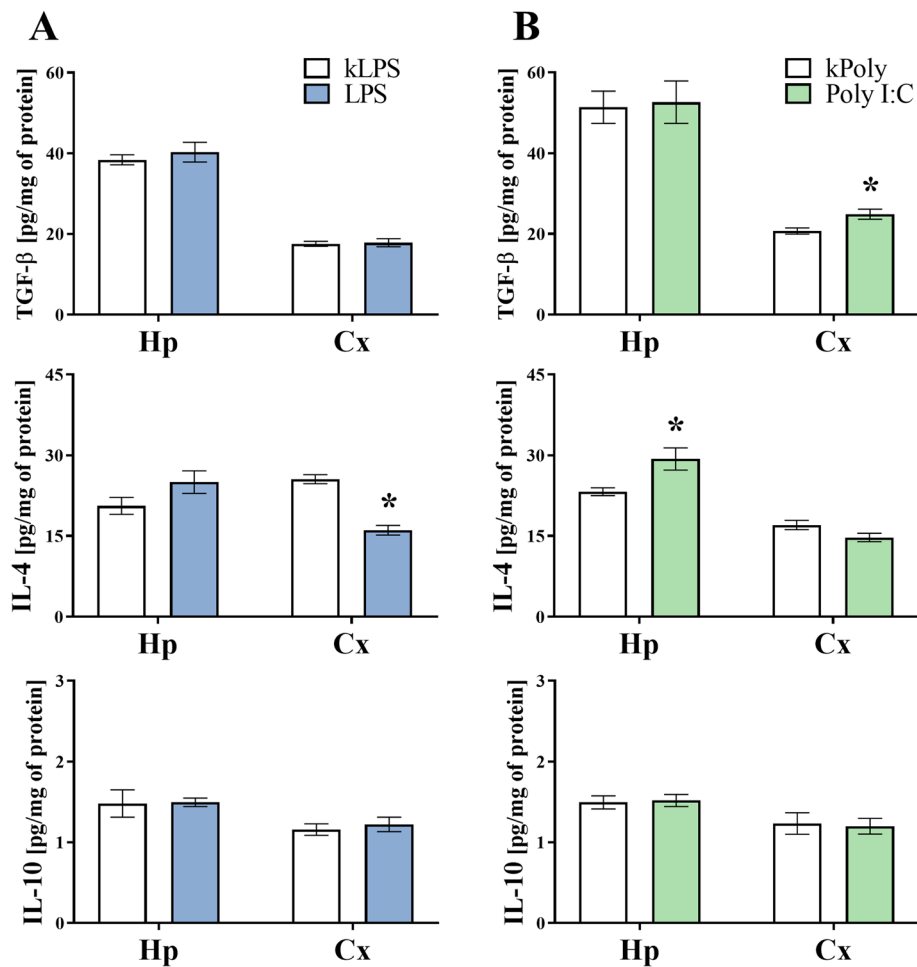 A
kLPS
LPS
TGF-β [pg/mg of protein]
60
40
20
0
Hp Cx
B
kPoly
Poly I:C
TGF-β [pg/mg of protein]
60
40
20
0
*
Hp Cx
IL-4 [pg/mg of protein]
45
30
15
0
*
Hp Cx
IL-4 [pg/mg of protein]
45
30
15
0
*
Hp Cx
IL-10 [pg/mg of protein]
3
2
1
0
Hp Cx
IL-10 [pg/mg of protein]
3
2
1
0
Hp Cx